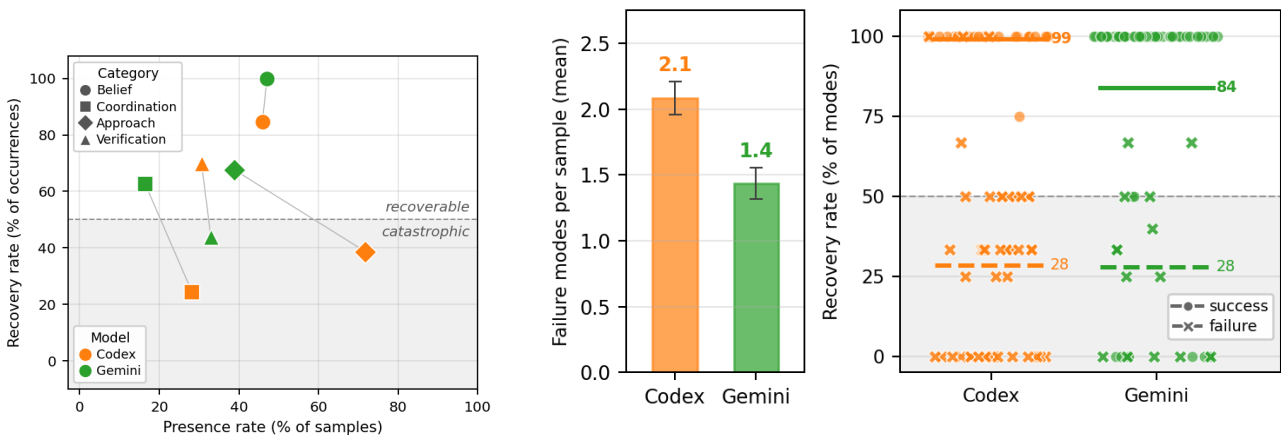 Recovery rate (% of occurrences)
100
80
60
40
20
0
Category
Belief
Coordination
Approach
Verification
recoverable
catastrophic
Model
Codex
Gemini
0
20
40
60
80
100
Presence rate (% of samples)
Failure modes per sample (mean)
2.5
2.0
1.5
1.0
0.5
0.0
2.1
1.4
Codex
Gemini
Recovery rate (% of modes)
100
75
50
25
0
99
84
28
28
success
failure
Codex
Gemini